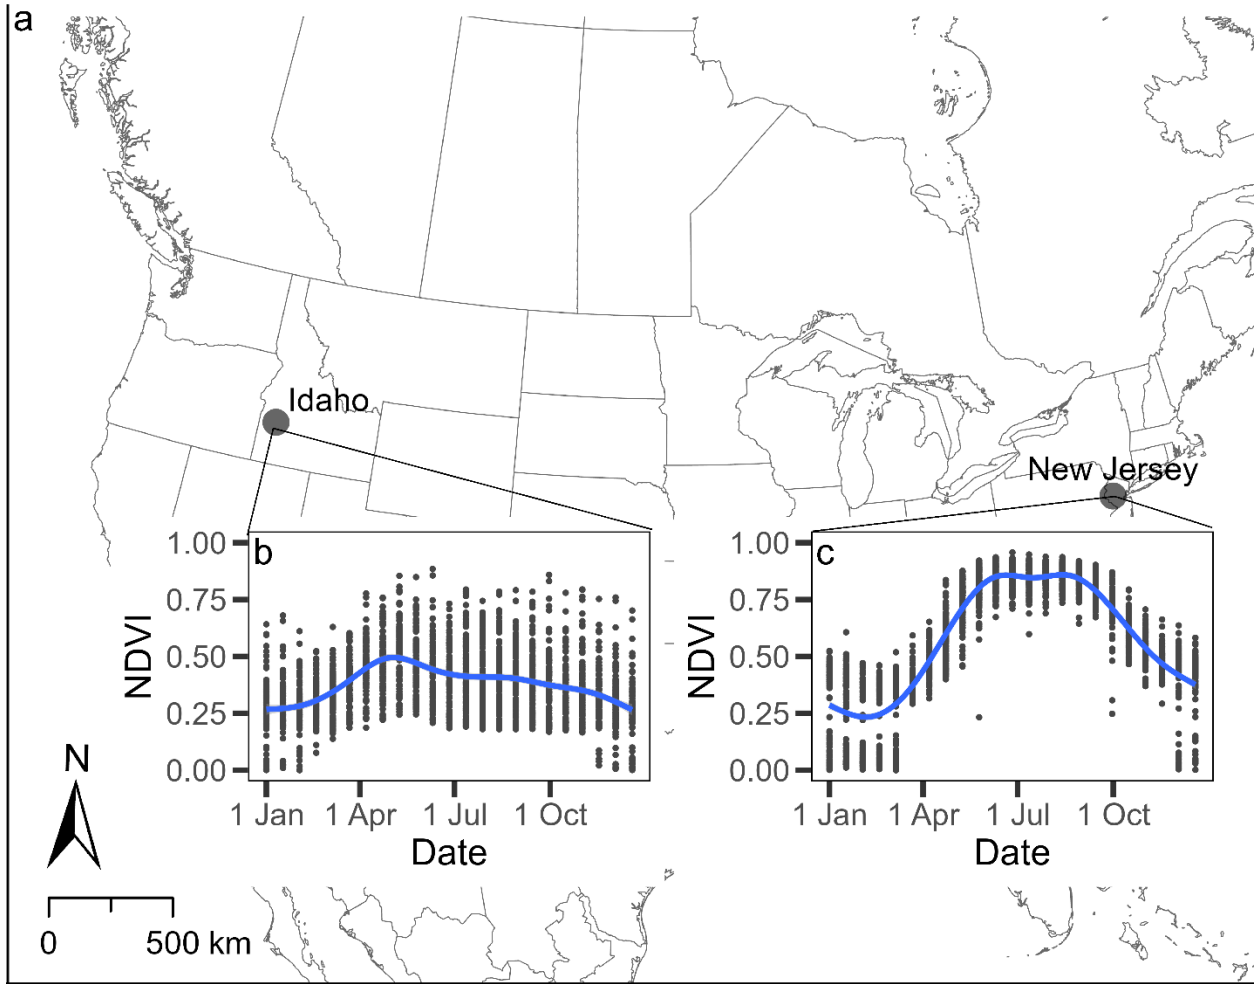 a
Idaho
New Jersey
b
1.00
0.75
0.50
0.25
0.00
NDVI
1 Jan 1 Apr 1 Jul 1 Oct
Date
c
1.00
0.75
0.50
0.25
0.00
NDVI
1 Jan 1 Apr 1 Jul 1 Oct
Date
N
0 500 km